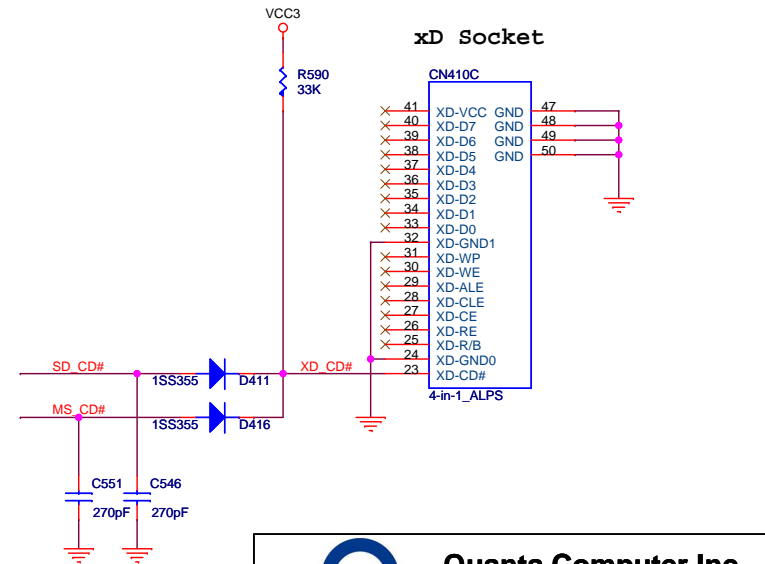 VCC3
xD Socket
R590
33K
CN410C
41 XD-VCC GND 47
40 XD-D7 GND 48
39 XD-D6 GND 49
38 XD-D5 GND 50
37 XD-D4
36 XD-D3
35 XD-D2
34 XD-D1
33 XD-D0
32 XD-GND1
31 XD-WP
30 XD-WE
29 XD-ALE
28 XD-CLE
27 XD-CE
26 XD-RE
25 XD-R/B
24 XD-GND0
23 XD-CD#
4-in-1_ALPS
SD_CD#
1SS355 D411
XD_CD#
MS_CD#
1SS355 D416
C551 C546
270pF 270pF
Quanta Computer Inc